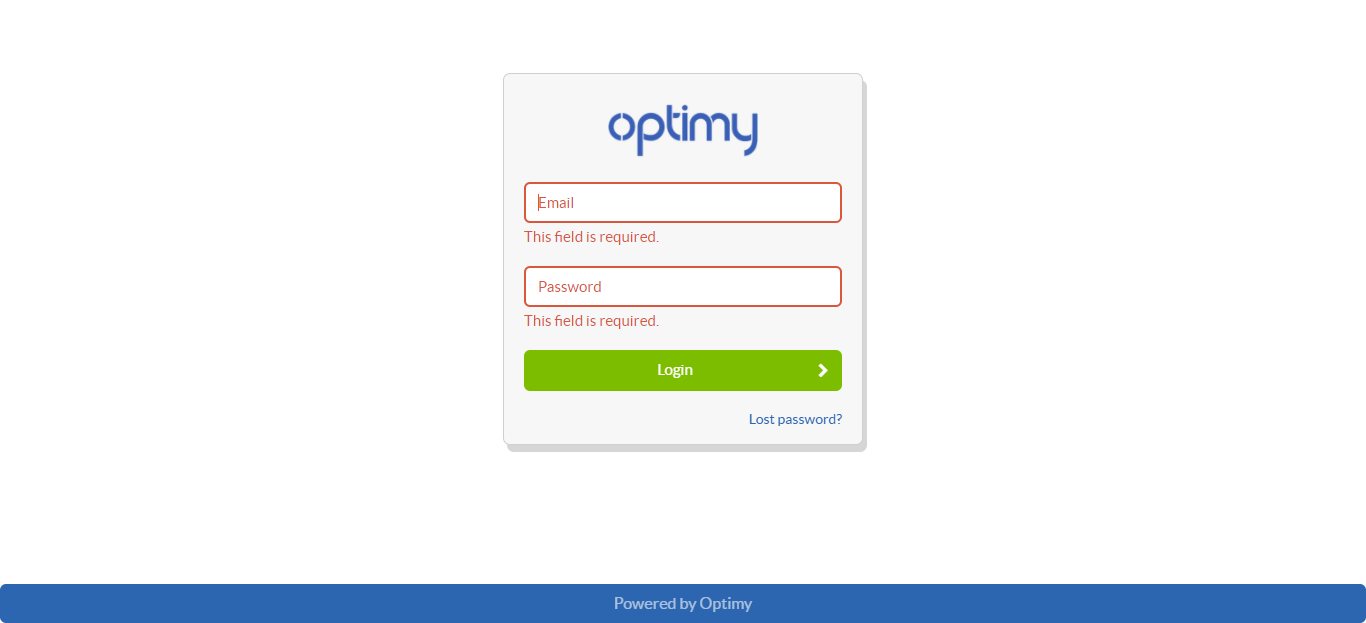 optimy
Email
This field is required.
Password
This field is required.
Login
Lost password?
Powered by Optimy